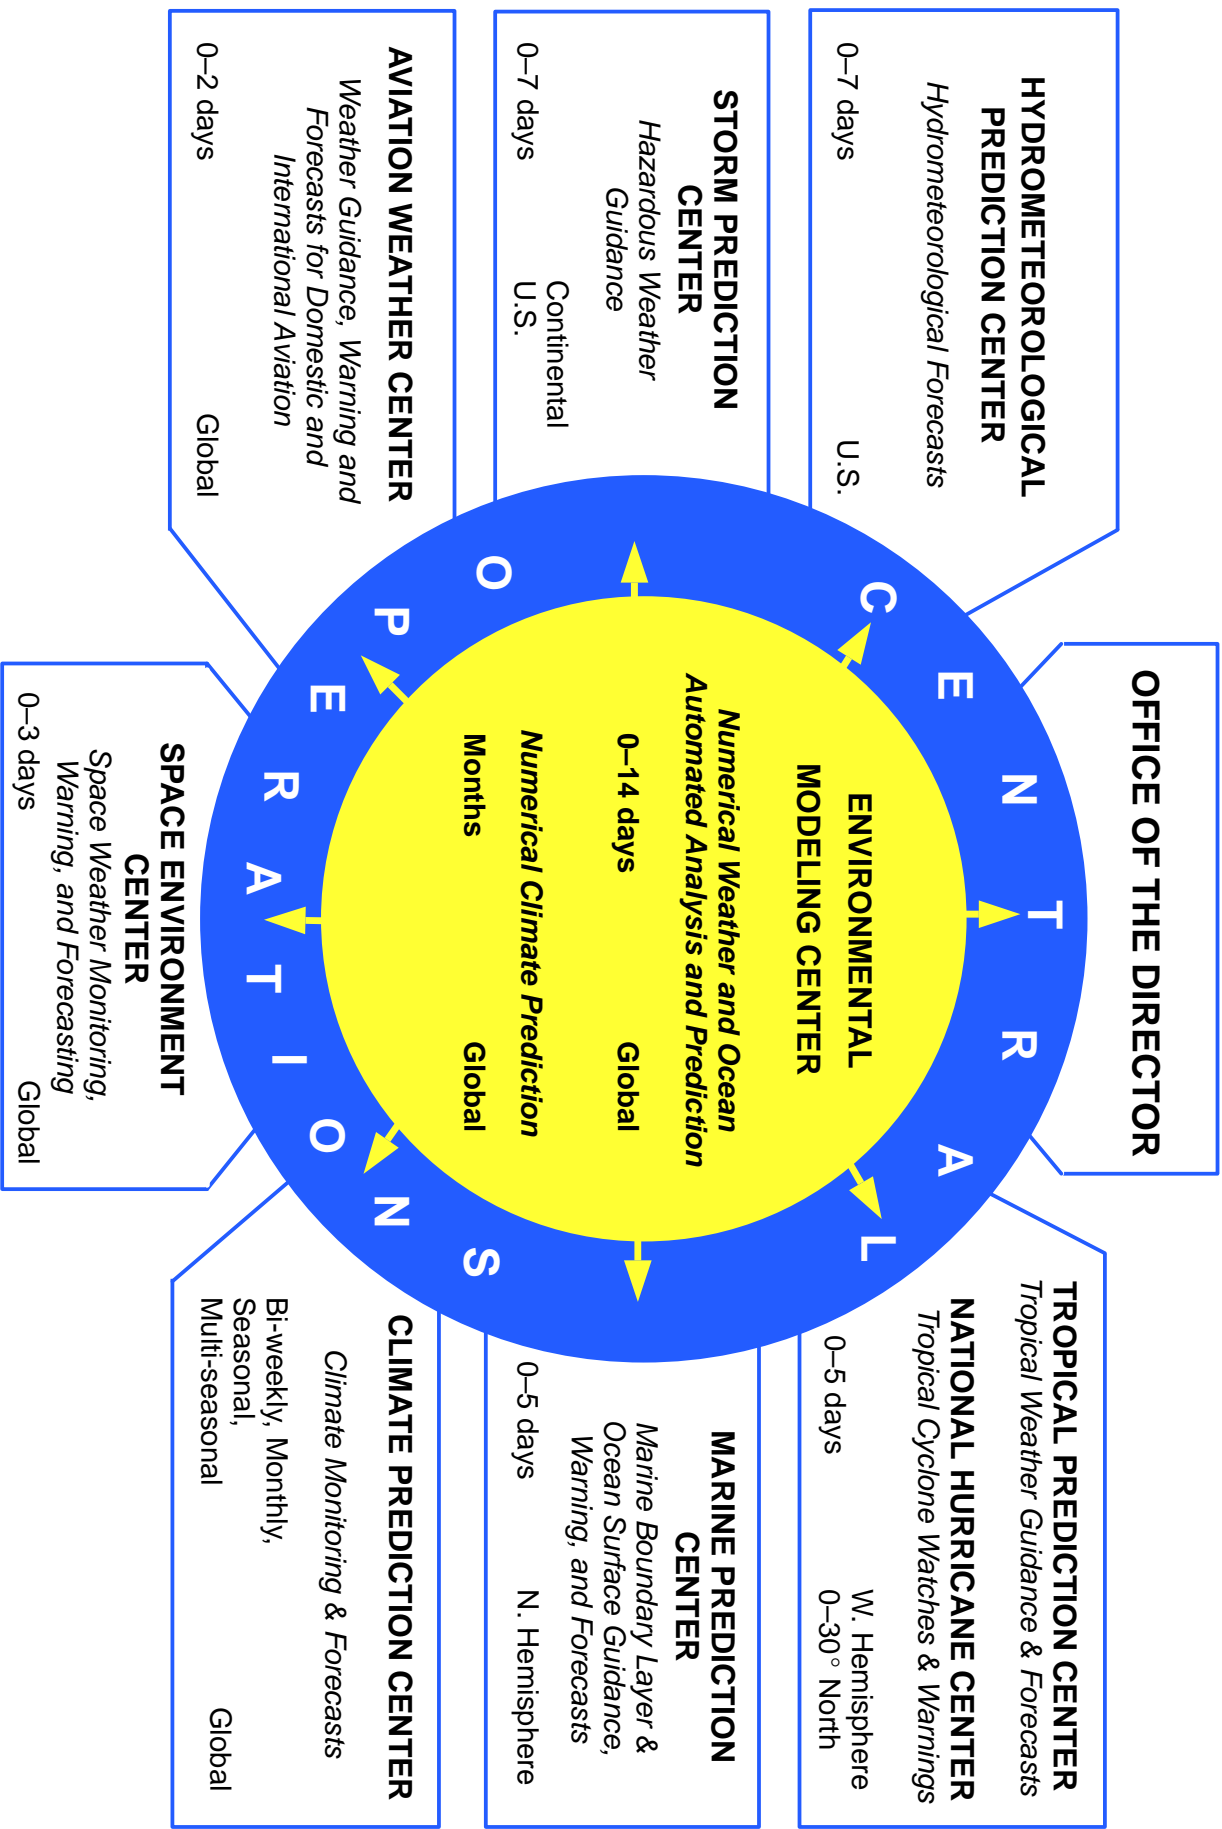 OFFICE OF THE DIRECTOR
HYDROMETEOROLOGICAL
PREDICTION CENTER
Hydrometeorological Forecasts
0–7 days
U.S.
STORM PREDICTION
CENTER
Hazardous Weather
Guidance
0–7 days
Continental
U.S.
AVIATION WEATHER CENTER
Weather Guidance, Warning and
Forecasts for Domestic and
International Aviation
0–2 days
Global
CENTRAL
OPERATIONS
ENVIRONMENTAL
MODELING CENTER
Numerical Weather and Ocean
Automated Analysis and Prediction
0–14 days
Global
Numerical Climate Prediction
Months
Global
TROPICAL PREDICTION CENTER
Tropical Weather Guidance & Forecasts
NATIONAL HURRICANE CENTER
Tropical Cyclone Watches & Warnings
0–5 days
W. Hemisphere
0–30° North
MARINE PREDICTION
CENTER
Marine Boundary Layer &
Ocean Surface Guidance,
Warning, and Forecasts
0–5 days
N. Hemisphere
CLIMATE PREDICTION CENTER
Climate Monitoring & Forecasts
Bi-weekly, Monthly,
Seasonal,
Multi-seasonal
Global
SPACE ENVIRONMENT
CENTER
Space Weather Monitoring,
Warning, and Forecasting
0–3 days
Global